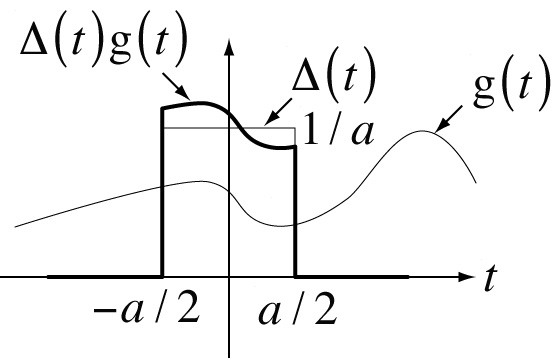 Δ(t)g(t)
Δ(t)
g(t)
1/a
t
−a/2
a/2